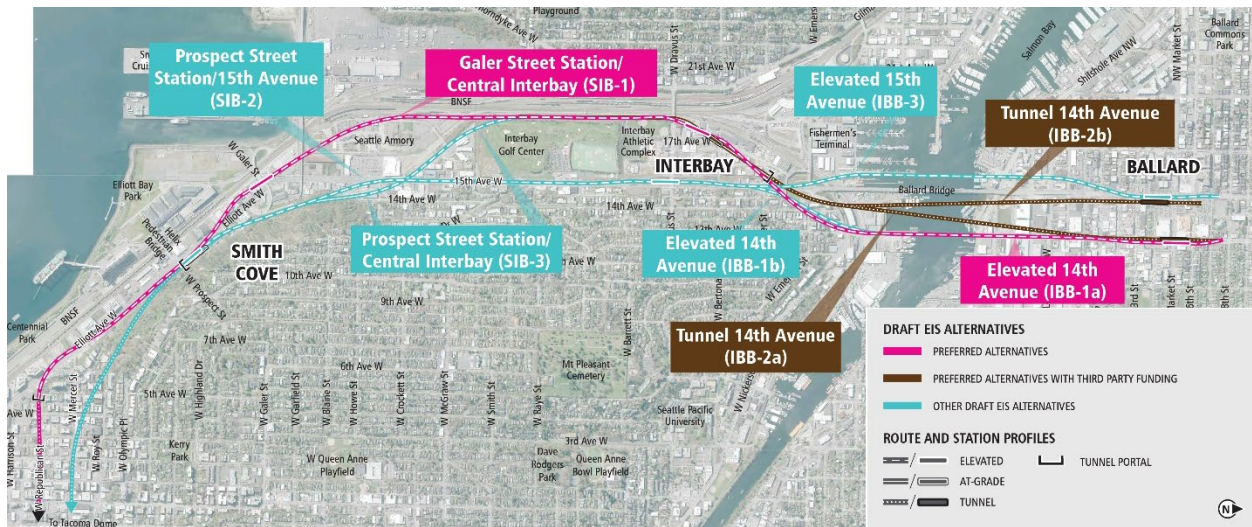 Prospect Street
Station/15th Avenue
(SIB-2)
Galer Street Station/
Central Interbay (SIB-1)
Elevated 15th
Avenue (IBB-3)
Tunnel 14th Avenue
(IBB-2b)
Prospect Street Station/
Central Interbay (SIB-3)
Elevated 14th
Avenue (IBB-1b)
Elevated 14th
Avenue (IBB-1a)
Tunnel 14th Avenue
(IBB-2a)
SMITH
COVE
INTERBAY
BALLARD
Thorndyke Ave W
Playground
W Dravus St
21st Ave W
BNSF
Salmon Bay
Shilshole Ave NW
NW Market St
Ballard
Commons
Park
Seattle Armory
Interbay
Golf Center
Interbay
Athletic
Complex
17th Ave W
Fishermen's
Terminal
Ballard Bridge
W Galer St
Elliott Bay
Park
Helix
Pedestrian
Bridge
Elliott Ave W
15th Ave W
14th Ave W
14th Ave W
13th Ave W
10th Ave W
9th Ave W
W Prospect St
7th Ave W
6th Ave W
5th Ave W
3rd Ave W
Centennial
Park
BNSF
Elliott Ave W
W Mercer St
W Harrison St
W Republican St
W Roy St
W Olympic Pl
W Highland Dr
Kerry
Park
W Galer St
W Garfield St
W Blaine St
W Howe St
W Crockett St
W McGraw St
W Smith St
W Raye St
W Barrett St
W Nickerson
Mt Pleasant
Cemetery
Seattle Pacific
University
W Queen Anne
Playfield
Dave
Rodgers
Park
Queen Anne
Bowl Playfield
To Tacoma Dome
DRAFT EIS ALTERNATIVES
PREFERRED ALTERNATIVES
PREFERRED ALTERNATIVES WITH THIRD PARTY FUNDING
OTHER DRAFT EIS ALTERNATIVES
ROUTE AND STATION PROFILES
ELEVATED
TUNNEL PORTAL
AT-GRADE
TUNNEL
N